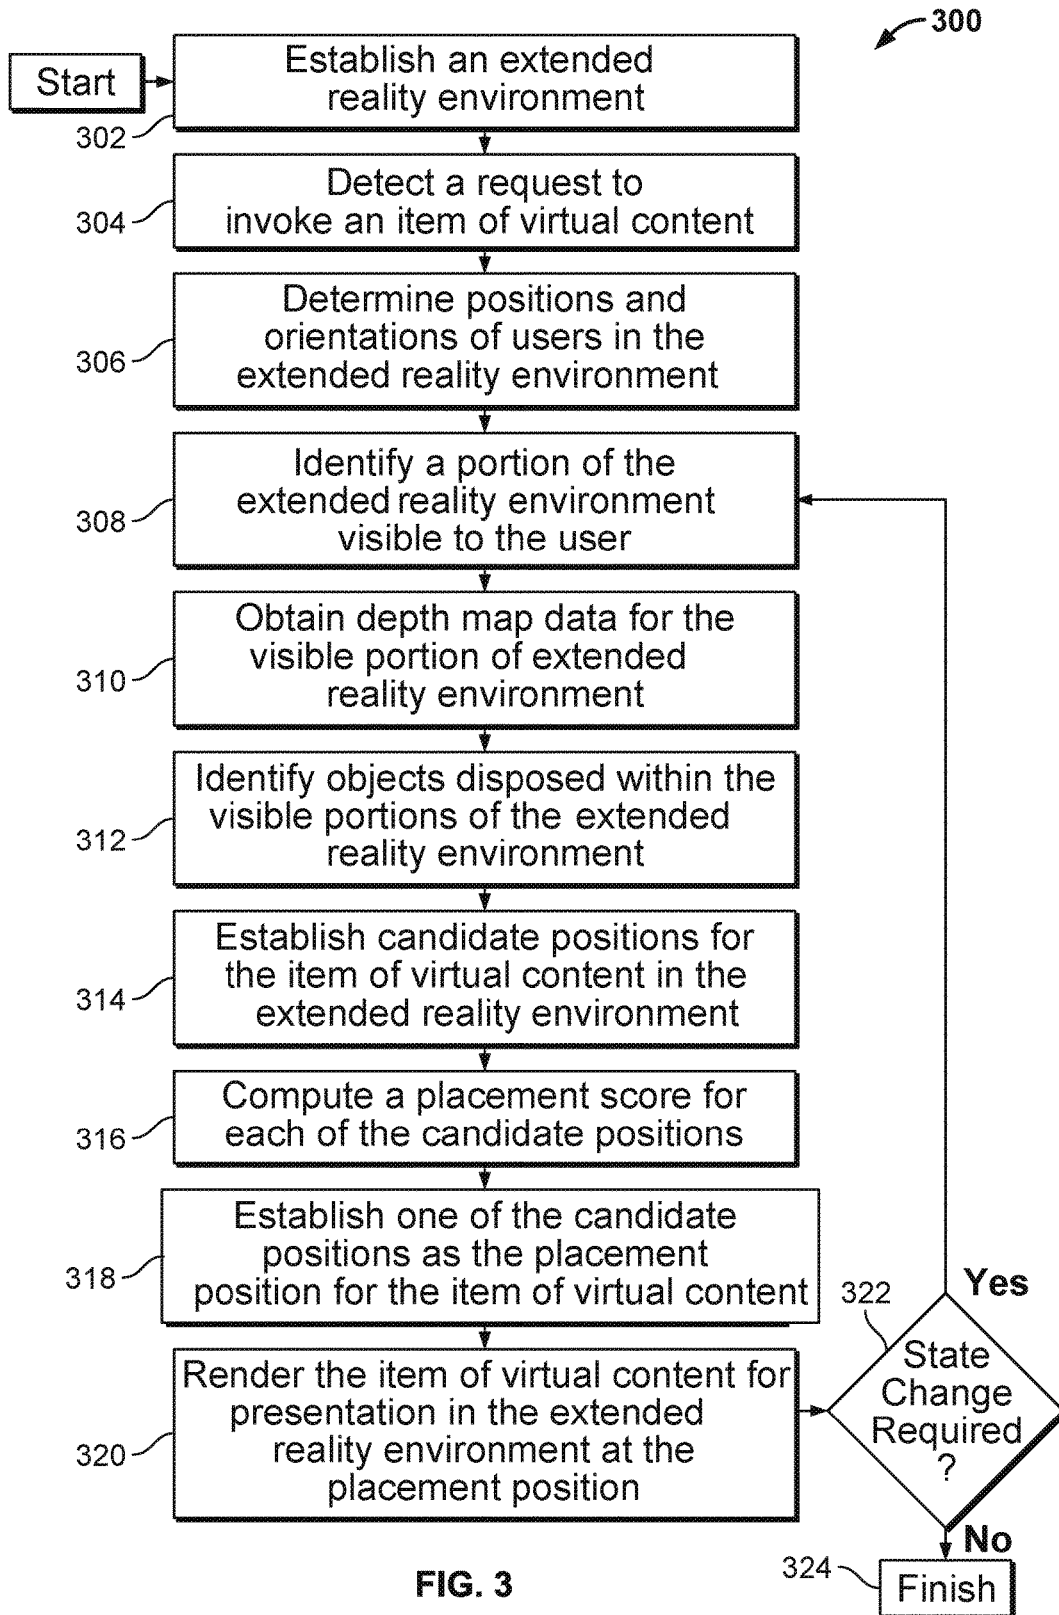 300
Start
Establish an extended
reality environment
302
Detect a request to
invoke an item of virtual content
304
Determine positions and
orientations of users in the
extended reality environment
306
Identify a portion of the
extended reality environment
visible to the user
308
Obtain depth map data for the
visible portion of extended
reality environment
310
Identify objects disposed within the
visible portions of the extended
reality environment
312
Establish candidate positions for
the item of virtual content in the
extended reality environment
314
Compute a placement score for
each of the candidate positions
316
Establish one of the candidate
positions as the placement
position for the item of virtual content
318
Render the item of virtual content for
presentation in the extended
reality environment at the
placement position
320
322
Yes
State
Change
Required
?
No
324
Finish
FIG. 3